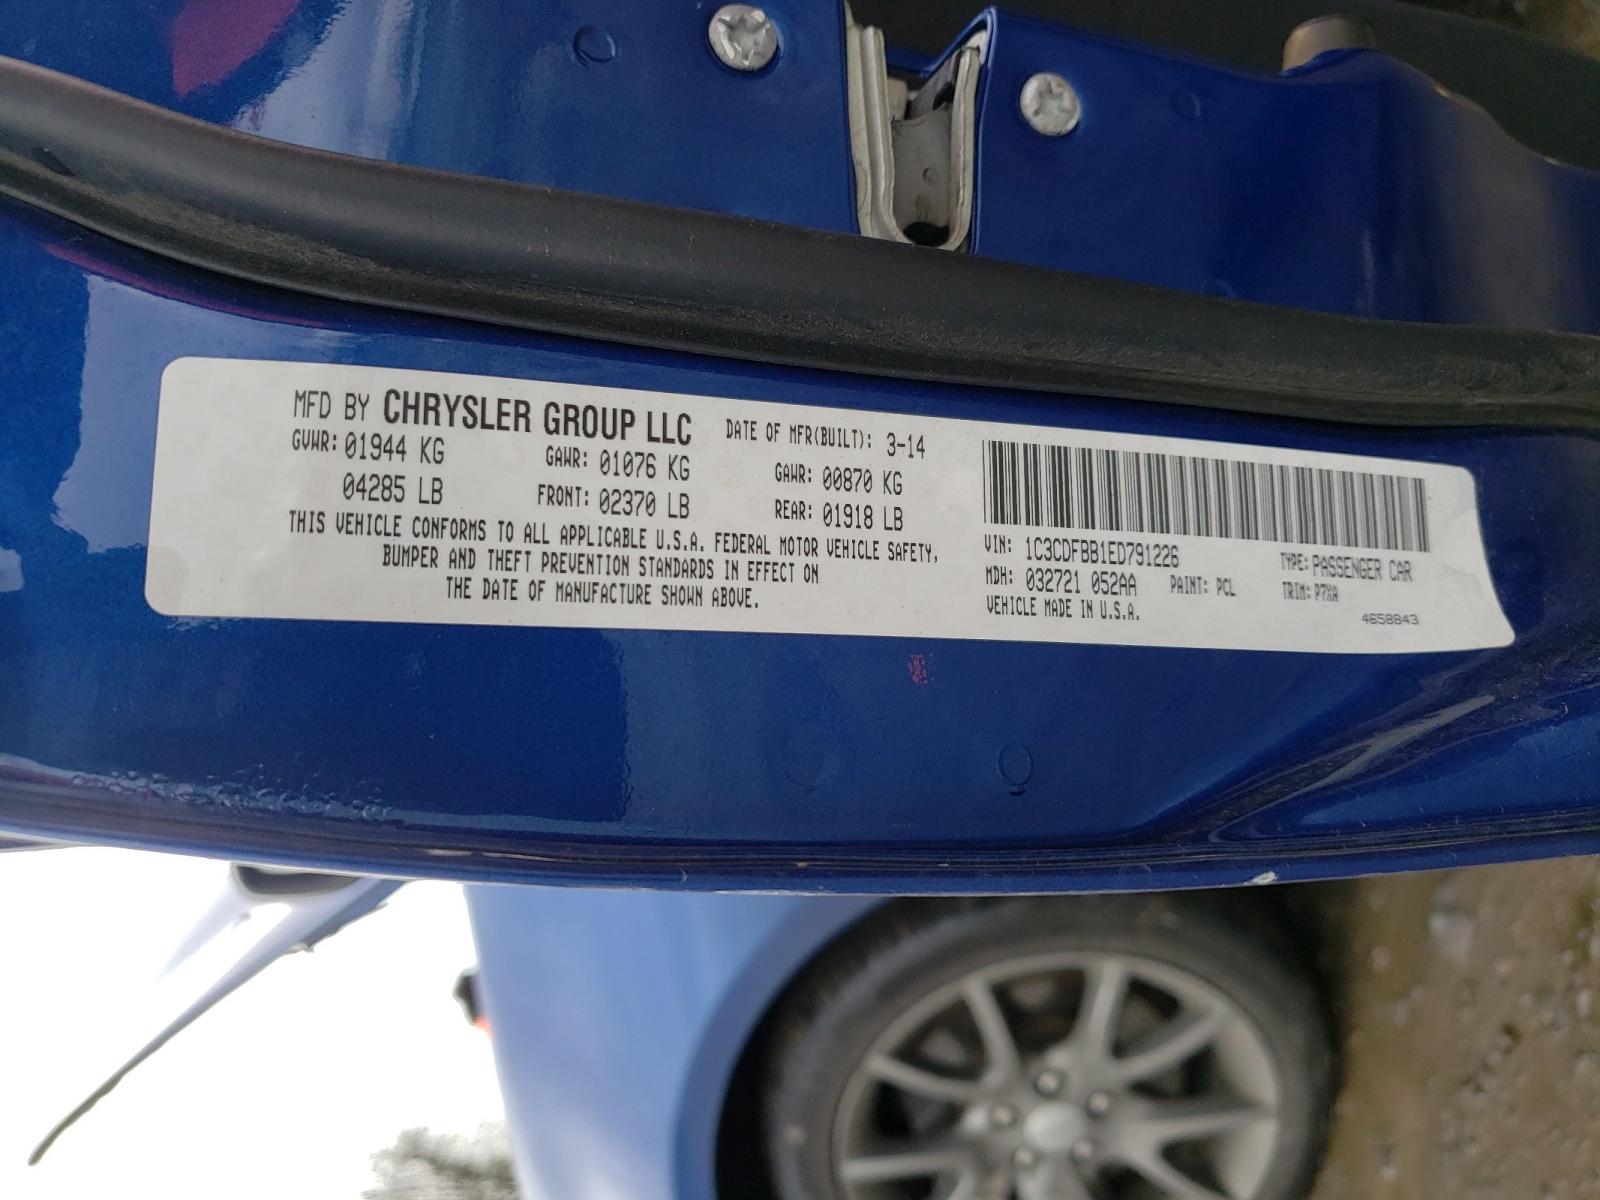 MFD BY CHRYSLER GROUP LLC DATE OF MFR(BUILT): 3-14
GVWR: 01944 KG GAWR: 01076 KG GAWR: 00870 KG
04285 LB FRONT: 02370 LB REAR: 01918 LB
THIS VEHICLE CONFORMS TO ALL APPLICABLE U.S.A. FEDERAL MOTOR VEHICLE SAFETY,
BUMPER AND THEFT PREVENTION STANDARDS IN EFFECT ON
THE DATE OF MANUFACTURE SHOWN ABOVE.
VIN: 1C3CDFBB1ED791226 TYPE: PASSENGER CAR
MDH: 032721 052AA PAINT: PCL TRIM: P7XA
VEHICLE MADE IN U.S.A.
4658843